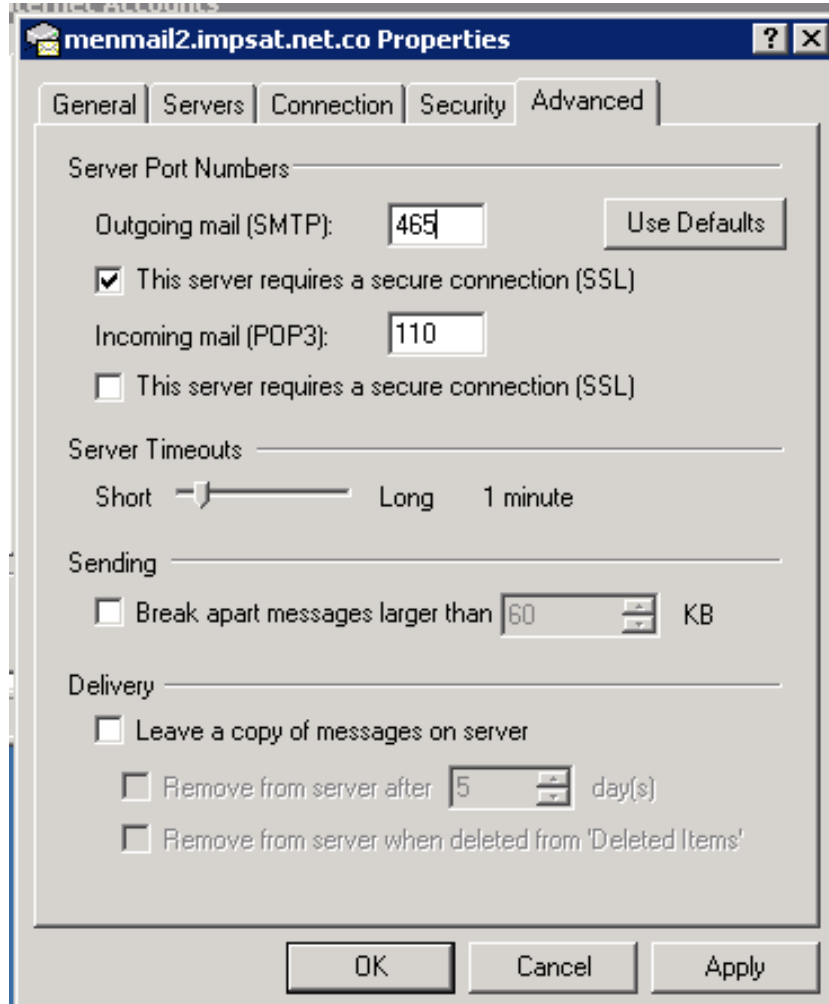 ternet Accounts
menmail2.impsat.net.co Properties
General Servers Connection Security Advanced
Server Port Numbers
Outgoing mail (SMTP): 465 Use Defaults
This server requires a secure connection (SSL)
Incoming mail (POP3): 110
This server requires a secure connection (SSL)
Server Timeouts
Short Long 1 minute
Sending
Break apart messages larger than 60 KB
Delivery
Leave a copy of messages on server
Remove from server after 5 day(s)
Remove from server when deleted from 'Deleted Items'
OK Cancel Apply